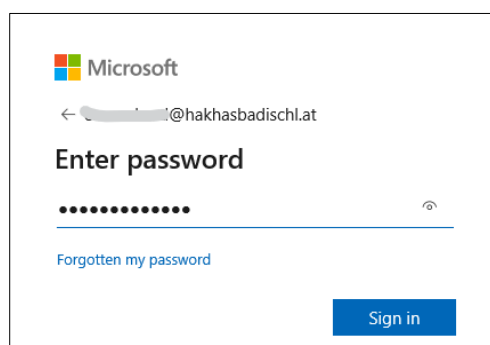 Microsoft
@hakhasbadischl.at
Enter password
Forgotten my password
Sign in